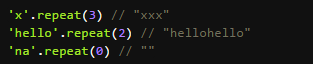 'x'.repeat(3) // "xxx"
'hello'.repeat(2) // "hellohello"
'na'.repeat(0) // ""